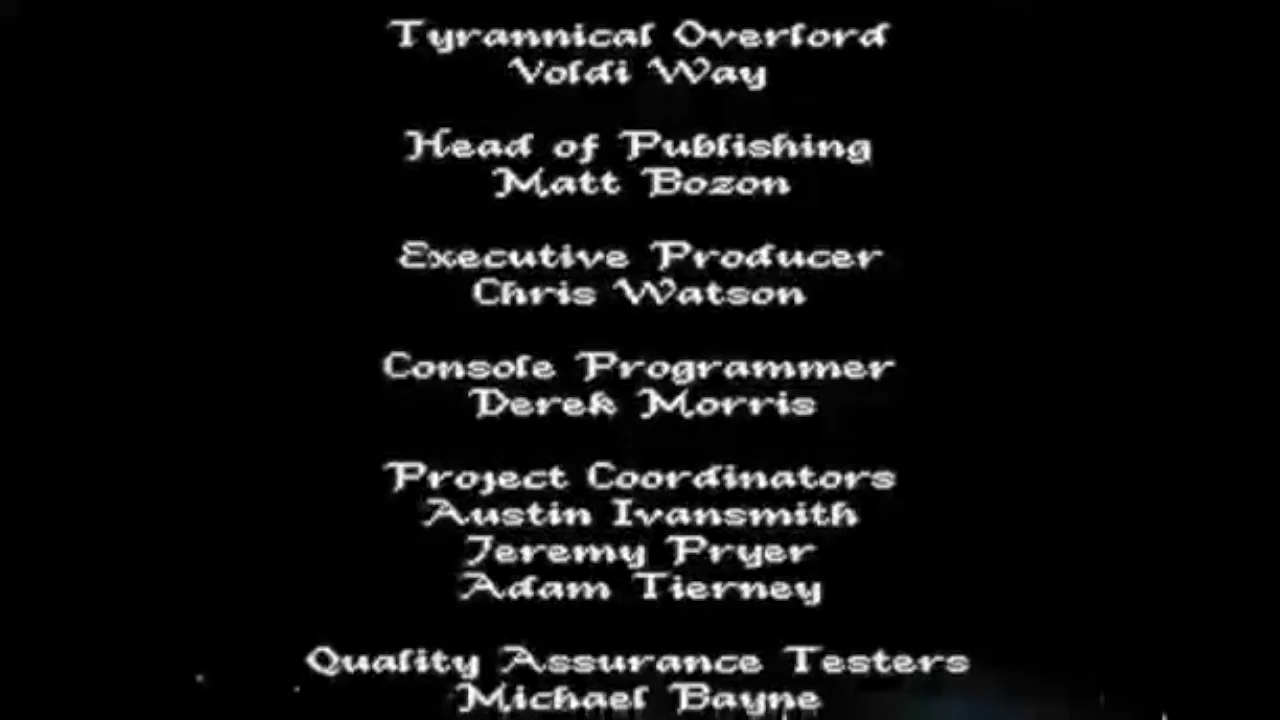 Tyrannical Overlord
Voldi Way
Head of Publishing
Matt Bozon
Executive Producer
Chris Watson
Console Programmer
Derek Morris
Project Coordinators
Austin Ivansmith
Jeremy Pryer
Adam Tierney
Quality Assurance Testers
Michael Bayne